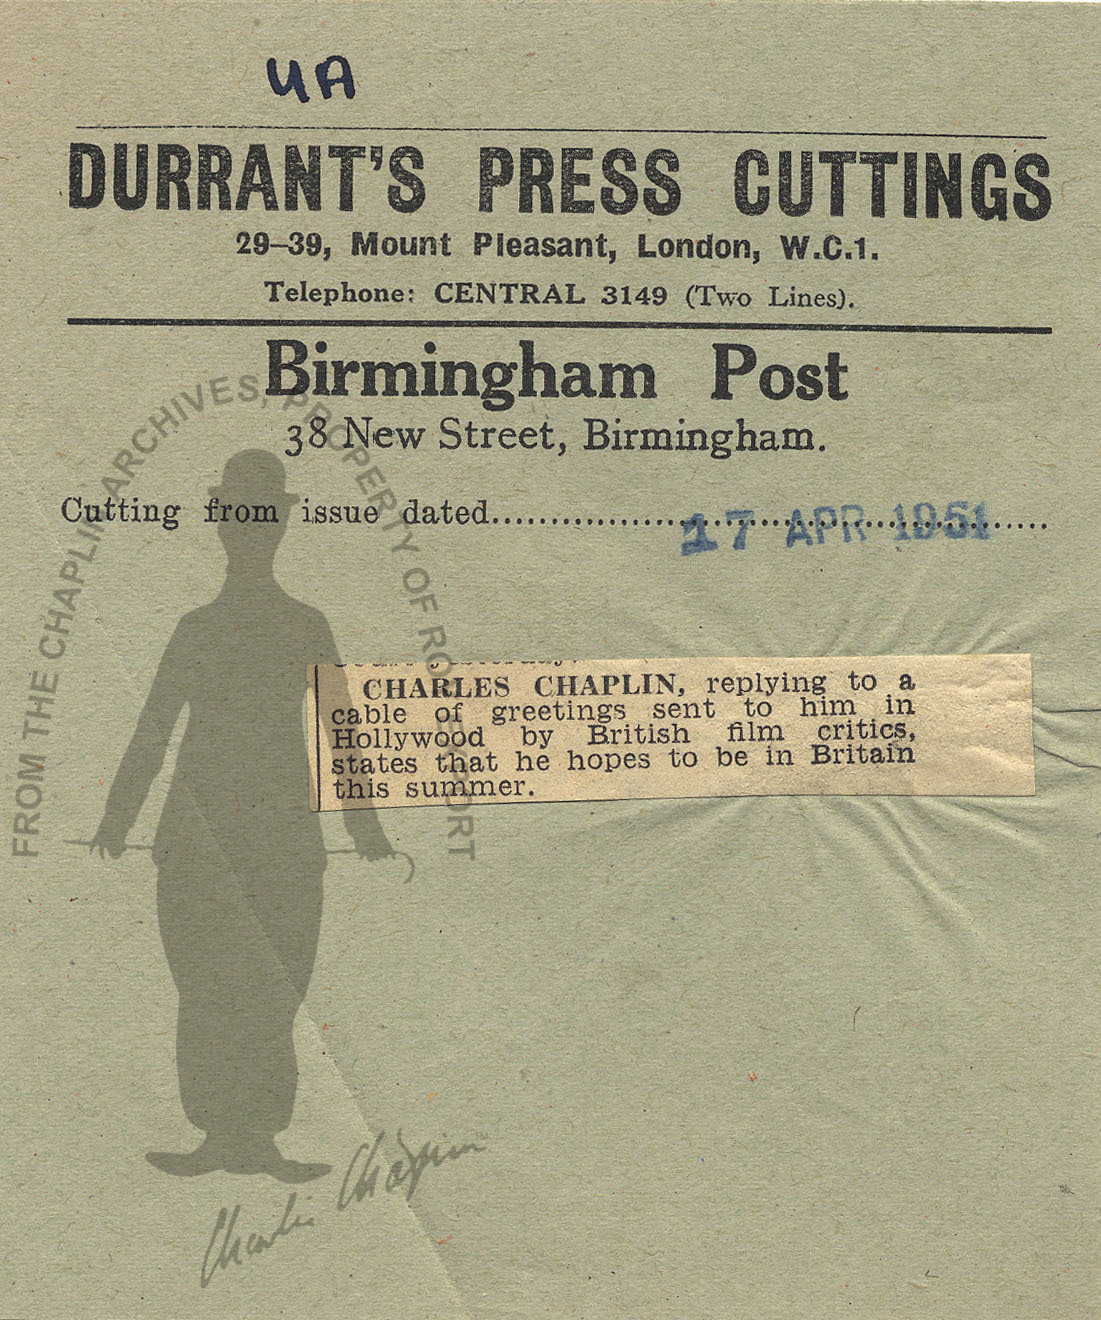 UA
DURRANT'S PRESS CUTTINGS
29–39, Mount Pleasant, London, W.C.1.
Telephone: CENTRAL 3149 (Two Lines).
Birmingham Post
38 New Street, Birmingham.
Cutting from issue dated
17 APR 1951
yesterday.
CHARLES CHAPLIN, replying to a
cable of greetings sent to him in
Hollywood by British film critics,
states that he hopes to be in Britain
this summer.
FROM THE CHAPLIN ARCHIVES, PROPERTY OF ROY EXPORT
Charlie Chaplin